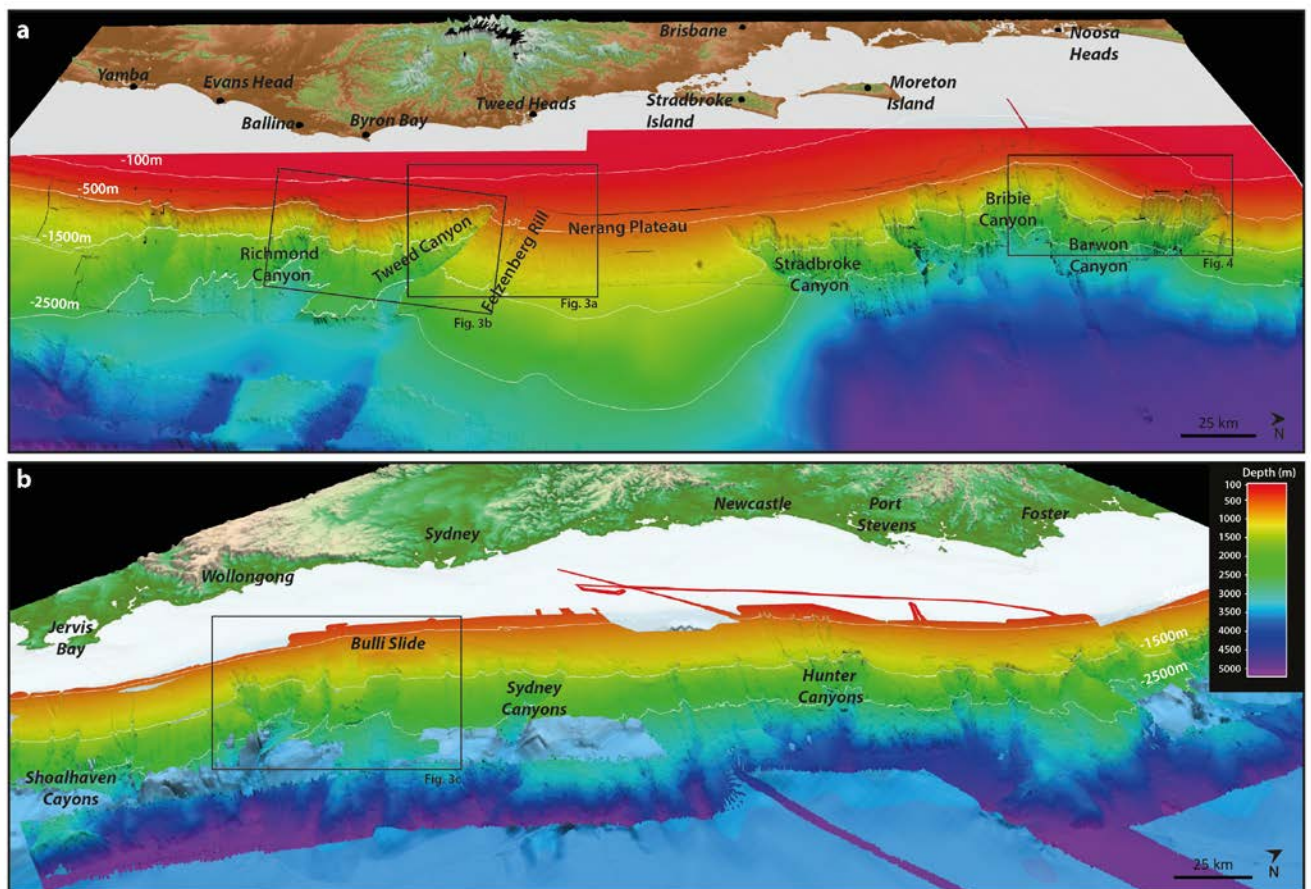 a
Yamba
Evans Head
Ballina
Byron Bay
Tweed Heads
Brisbane
Stradbroke
Island
Moreton
Island
Noosa
Heads
-100m
-500m
-1500m
-2500m
Richmond
Canyon
Tweed Canyon
Felzenberg Rill
Nerang Plateau
Stradbroke
Canyon
Bribie
Canyon
Barwon
Canyon
Fig. 3b
Fig. 3a
Fig. 4
25 km
N
b
Jervis
Bay
Wollongong
Sydney
Newcastle
Port
Stevens
Foster
Bulli Slide
Sydney
Canyons
Hunter
Canyons
Shoalhaven
Cayons
Fig. 3c
-1500m
-2500m
Depth (m)
100
500
1000
1500
2000
2500
3000
3500
4000
4500
5000
25 km
N